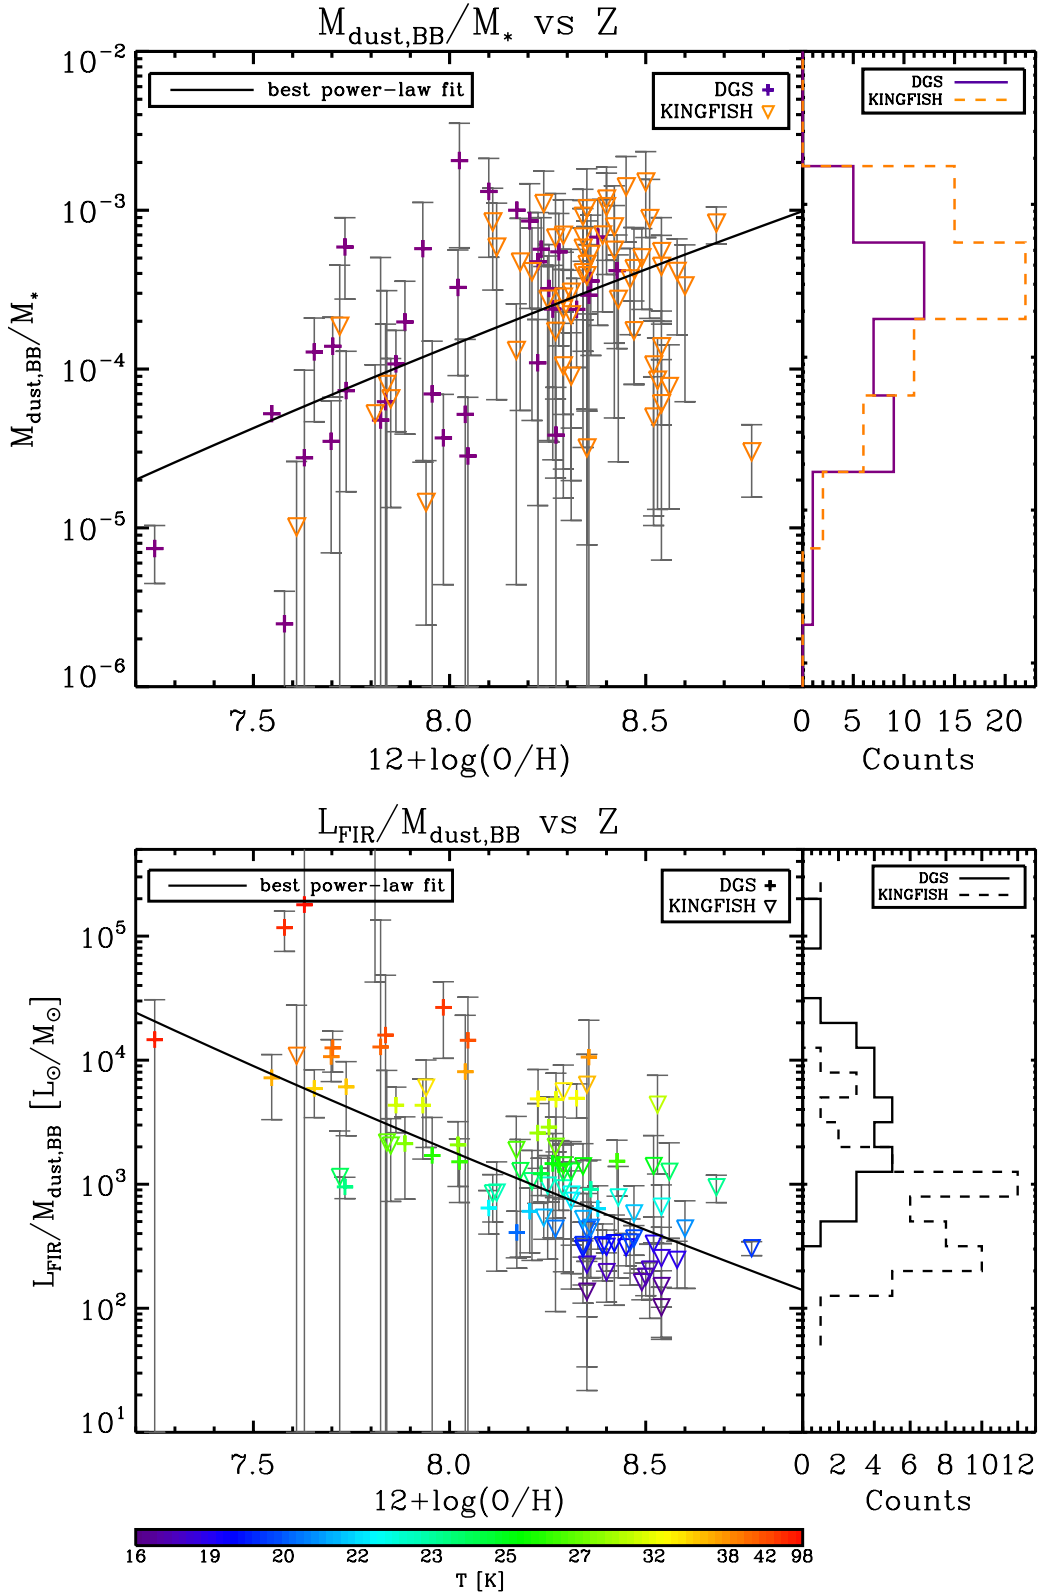 M_dust,BB/M_* vs Z
best power-law fit
DGS
KINGFISH
DGS
KINGFISH
M_dust,BB/M_*
10^-2
10^-3
10^-4
10^-5
10^-6
7.5 8.0 8.5
0 5 10 15 20
12+log(O/H)
Counts
L_FIR/M_dust,BB vs Z
best power-law fit
DGS
KINGFISH
DGS
KINGFISH
L_FIR/M_dust,BB [L_⊙/M_⊙]
10^5
10^4
10^3
10^2
10^1
7.5 8.0 8.5
0 2 4 6 8 10 12
12+log(O/H)
Counts
16 19 20 22 23 25 27 32 38 42 98
T [K]